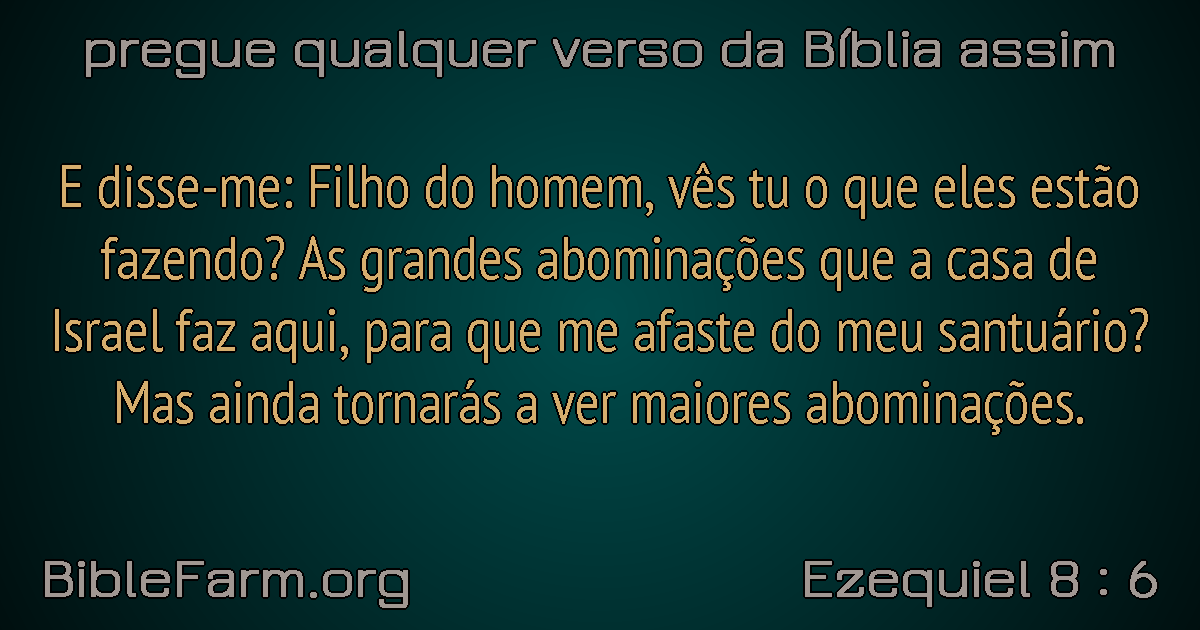 pregue qualquer verso da Bíblia assim
E disse-me: Filho do homem, vês tu o que eles estão
fazendo? As grandes abominações que a casa de
Israel faz aqui, para que me afaste do meu santuário?
Mas ainda tornarás a ver maiores abominações.
BibleFarm.org
Ezequiel 8 : 6